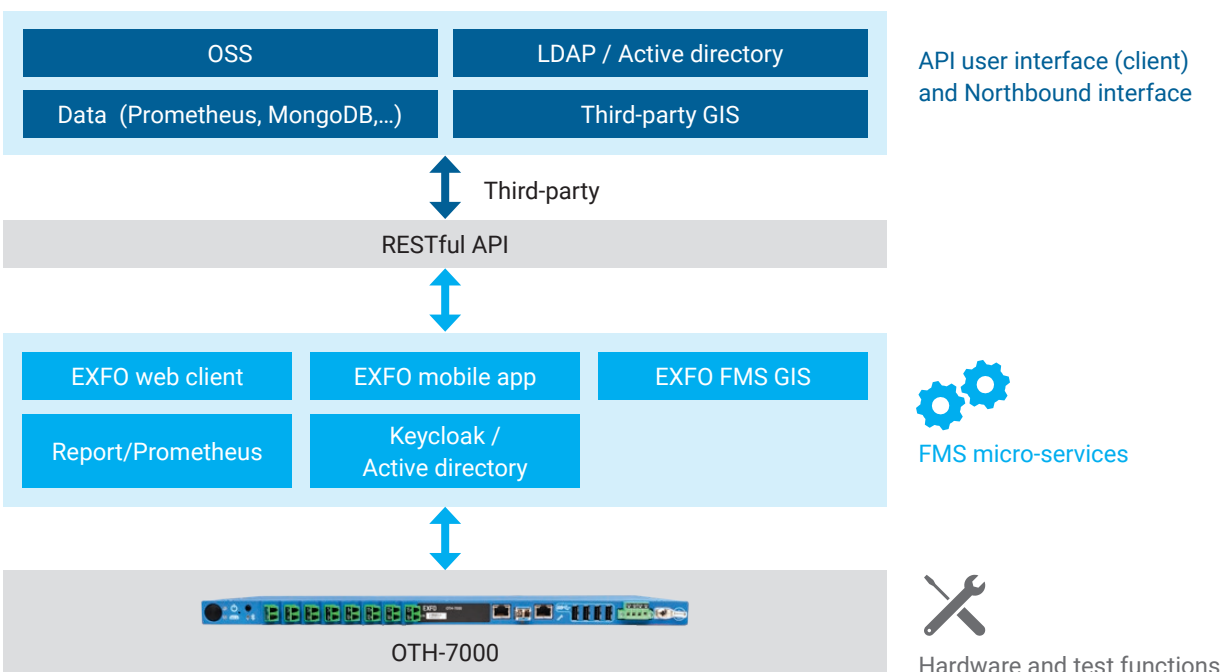 OSS
LDAP / Active directory
Data (Prometheus, MongoDB,...)
Third-party GIS
API user interface (client)
and Northbound interface
Third-party
RESTful API
EXFO web client
EXFO mobile app
EXFO FMS GIS
Report/Prometheus
Keycloak /
Active directory
FMS micro-services
EXFO
OTH-7000
OTH-7000
Hardware and test functions